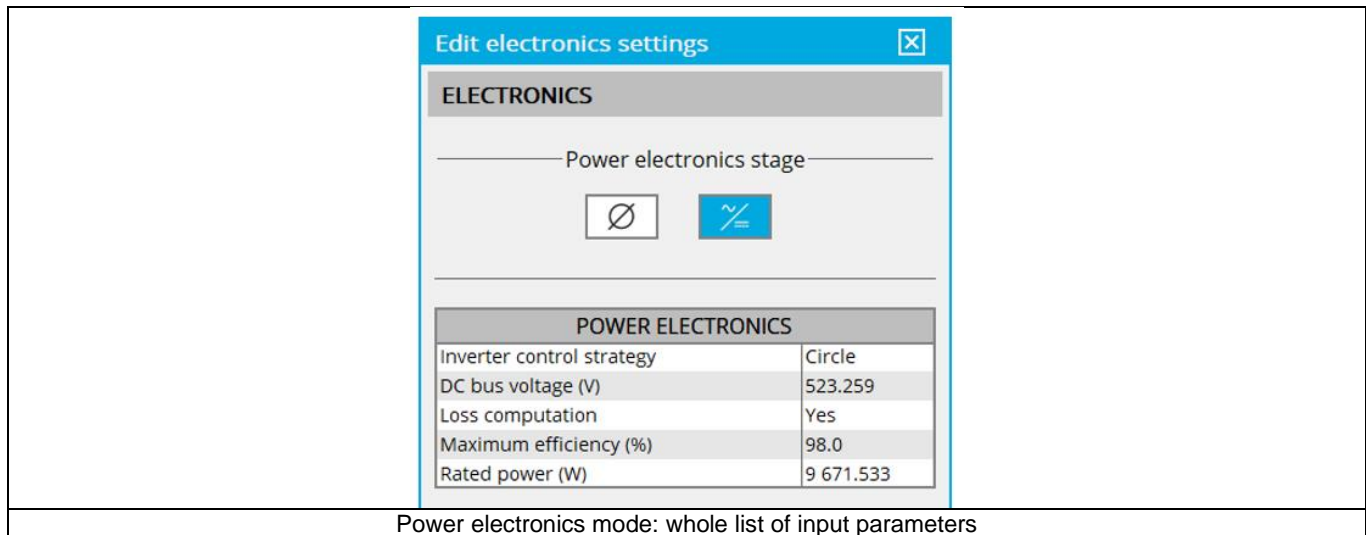 Edit electronics settings
ELECTRONICS
Power electronics stage
POWER ELECTRONICS
Inverter control strategy Circle
DC bus voltage (V) 523.259
Loss computation Yes
Maximum efficiency (%) 98.0
Rated power (W) 9 671.533
Power electronics mode: whole list of input parameters